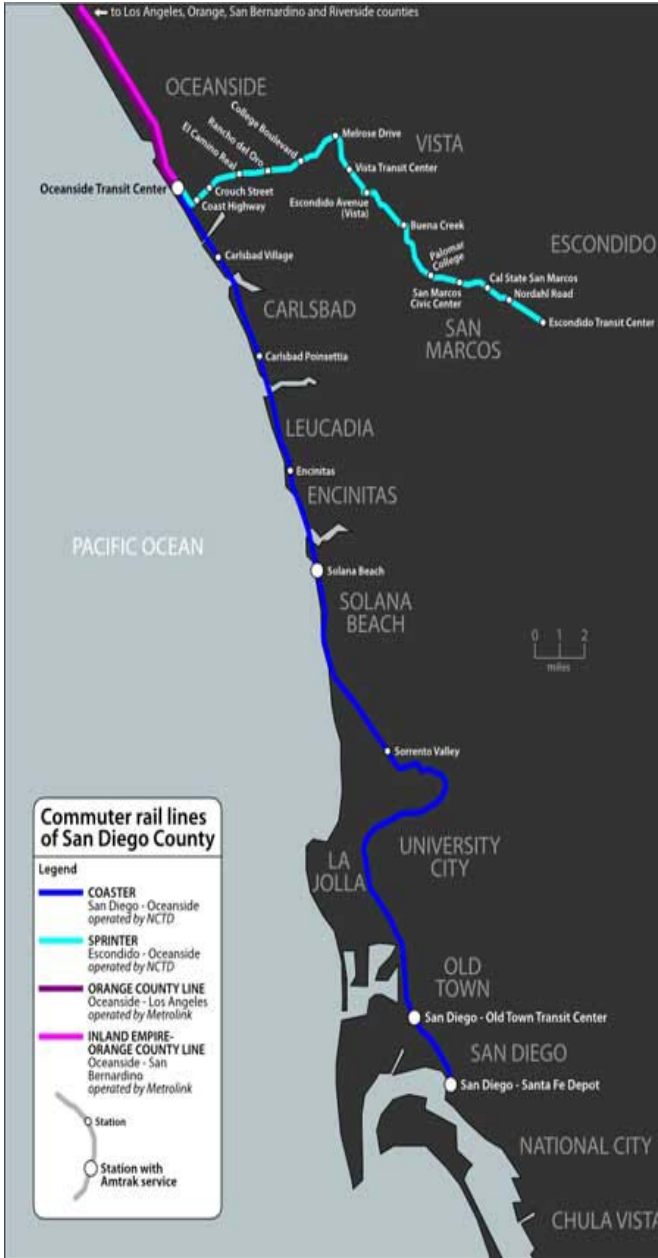 to Los Angeles, Orange, San Bernardino and Riverside counties
OCEANSIDE
College Boulevard
Rancho del Oro
El Camino Real
Melrose Drive
VISTA
Vista Transit Center
Oceanside Transit Center
Crouch Street
Coast Highway
Escondido Avenue
(Vista)
Buena Creek
ESCONDIDO
Carlsbad Village
Palomar
College
Cal State San Marcos
San Marcos
Civic Center
Nordahl Road
CARLSBAD
SAN
MARCOS
Escondido Transit Center
Carlsbad Poinsettia
LEUCADIA
Encinitas
ENCINITAS
PACIFIC OCEAN
Solana Beach
SOLANA
BEACH
0 1 2
miles
Sorrento Valley
UNIVERSITY
CITY
LA
JOLLA
OLD
TOWN
San Diego - Old Town Transit Center
SAN DIEGO
San Diego - Santa Fe Depot
NATIONAL CITY
CHULA VISTA
Commuter rail lines
of San Diego County
Legend
COASTER
San Diego - Oceanside
operated by NCTD
SPRINTER
Escondido - Oceanside
operated by NCTD
ORANGE COUNTY LINE
Oceanside - Los Angeles
operated by Metrolink
INLAND EMPIRE-
ORANGE COUNTY LINE
Oceanside - San
Bernardino
operated by Metrolink
Station
Station with
Amtrak service